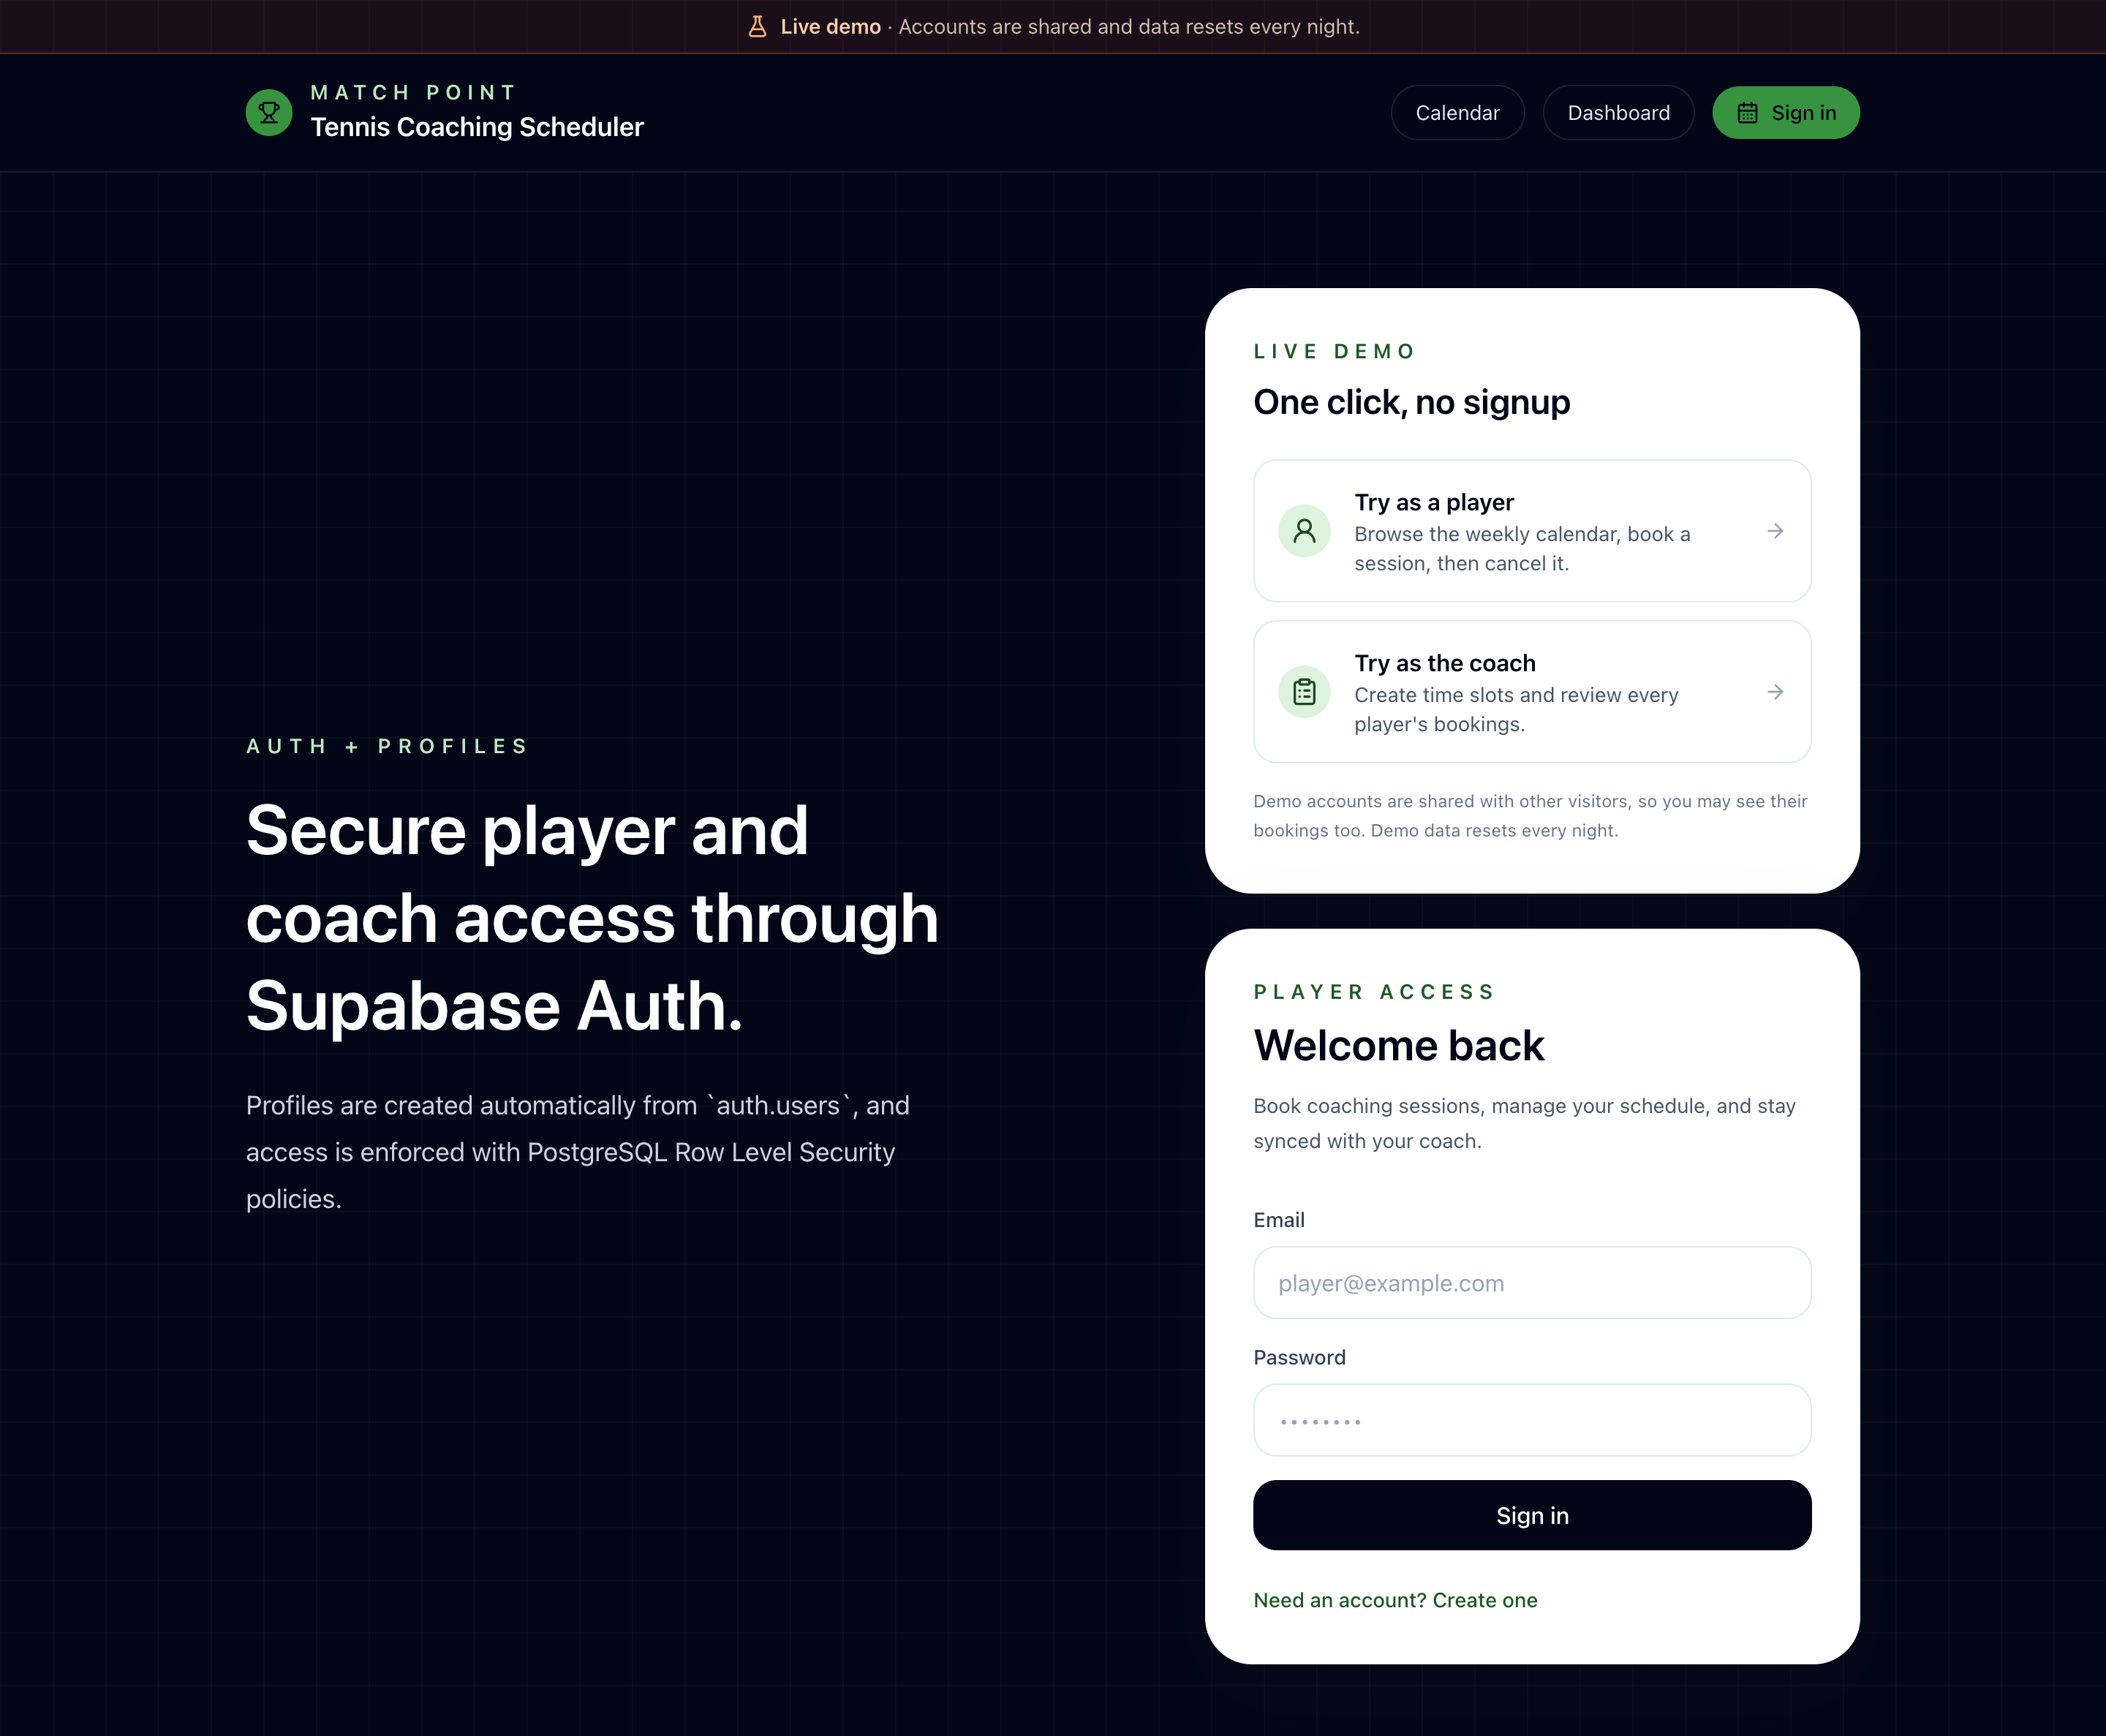 Live demo · Accounts are shared and data resets every night.
MATCH POINT
Tennis Coaching Scheduler
Calendar
Dashboard
Sign in
AUTH + PROFILES
Secure player and
coach access through
Supabase Auth.
Profiles are created automatically from `auth.users`, and
access is enforced with PostgreSQL Row Level Security
policies.
LIVE DEMO
One click, no signup
Try as a player
Browse the weekly calendar, book a
session, then cancel it.
Try as the coach
Create time slots and review every
player's bookings.
Demo accounts are shared with other visitors, so you may see their
bookings too. Demo data resets every night.
PLAYER ACCESS
Welcome back
Book coaching sessions, manage your schedule, and stay
synced with your coach.
Email
player@example.com
Password
••••••••
Sign in
Need an account? Create one